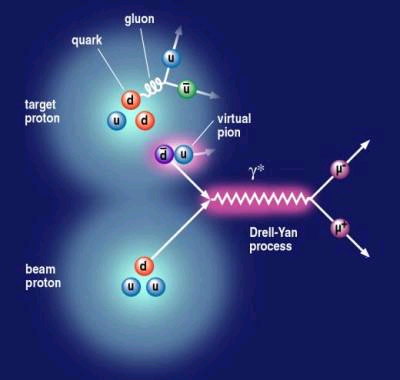 gluon
quark
u
ū
d
target
proton
u
d
virtual
pion
d̄
u
γ*
μ⁻
Drell-Yan
process
μ⁺
beam
proton
d
u
u